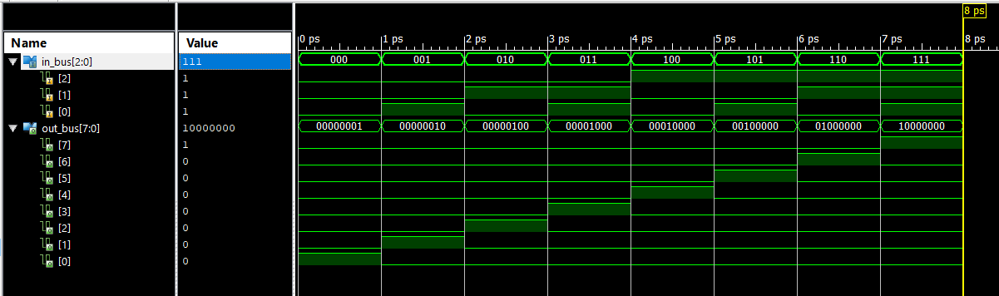 8 ps
Name Value
0 ps 1 ps 2 ps 3 ps 4 ps 5 ps 6 ps 7 ps 8 ps
in_bus[2:0] 111 000 001 010 011 100 101 110 111
[2] 1
[1] 1
[0] 1
out_bus[7:0] 10000000 00000001 00000010 00000100 00001000 00010000 00100000 01000000 10000000
[7] 1
[6] 0
[5] 0
[4] 0
[3] 0
[2] 0
[1] 0
[0] 0